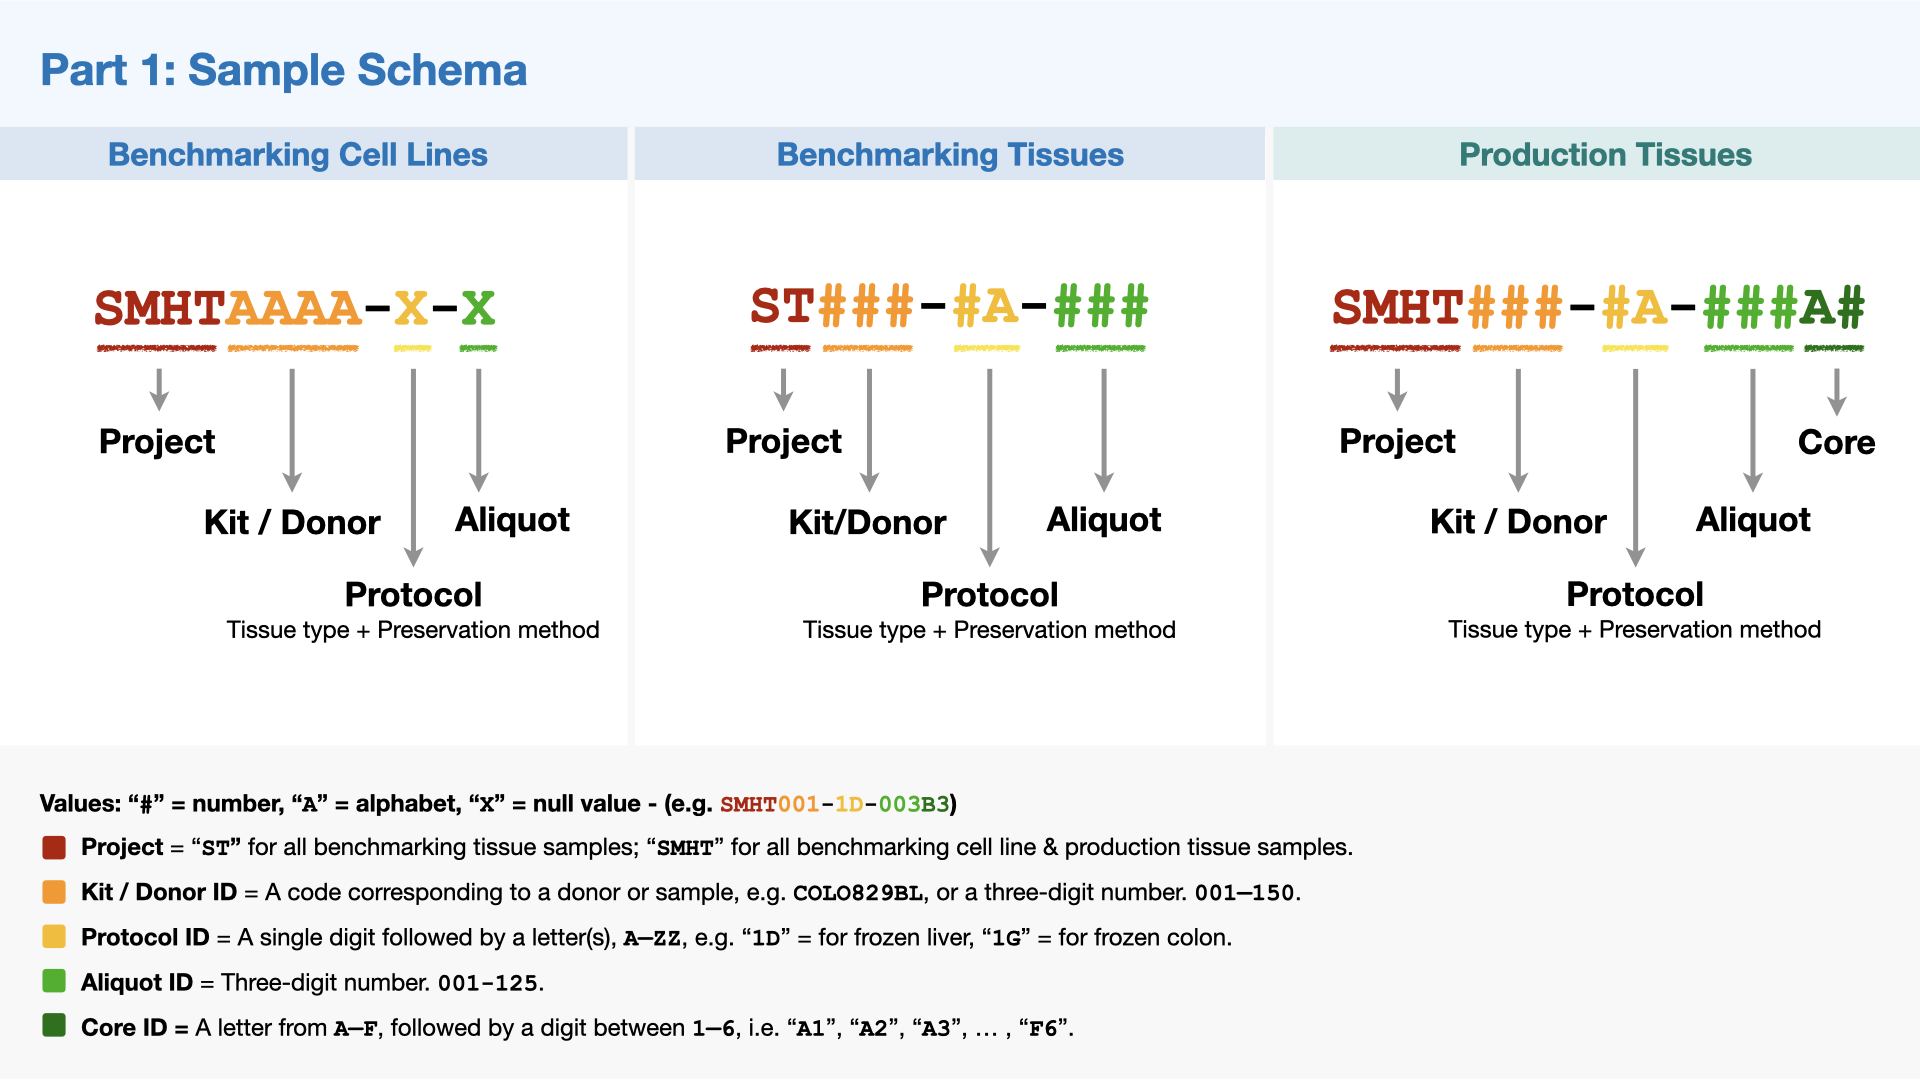 Part 1: Sample Schema
Benchmarking Cell Lines
SMHTAAAA-X-X
Project
Kit / Donor
Aliquot
Protocol
Tissue type + Preservation method
Benchmarking Tissues
ST###-#A-###
Project
Kit/Donor
Aliquot
Protocol
Tissue type + Preservation method
Production Tissues
SMHT###-#A-###A#
Project
Core
Kit / Donor
Aliquot
Protocol
Tissue type + Preservation method
Values: “#” = number, “A” = alphabet, “X” = null value - (e.g. SMHT001-1D-003B3)
Project = “ST” for all benchmarking tissue samples; “SMHT” for all benchmarking cell line & production tissue samples.
Kit / Donor ID = A code corresponding to a donor or sample, e.g. COLO829BL, or a three-digit number. 001–150.
Protocol ID = A single digit followed by a letter(s), A–ZZ, e.g. “1D” = for frozen liver, “1G” = for frozen colon.
Aliquot ID = Three-digit number. 001-125.
Core ID = A letter from A–F, followed by a digit between 1–6, i.e. “A1”, “A2”, “A3”, … , “F6”.